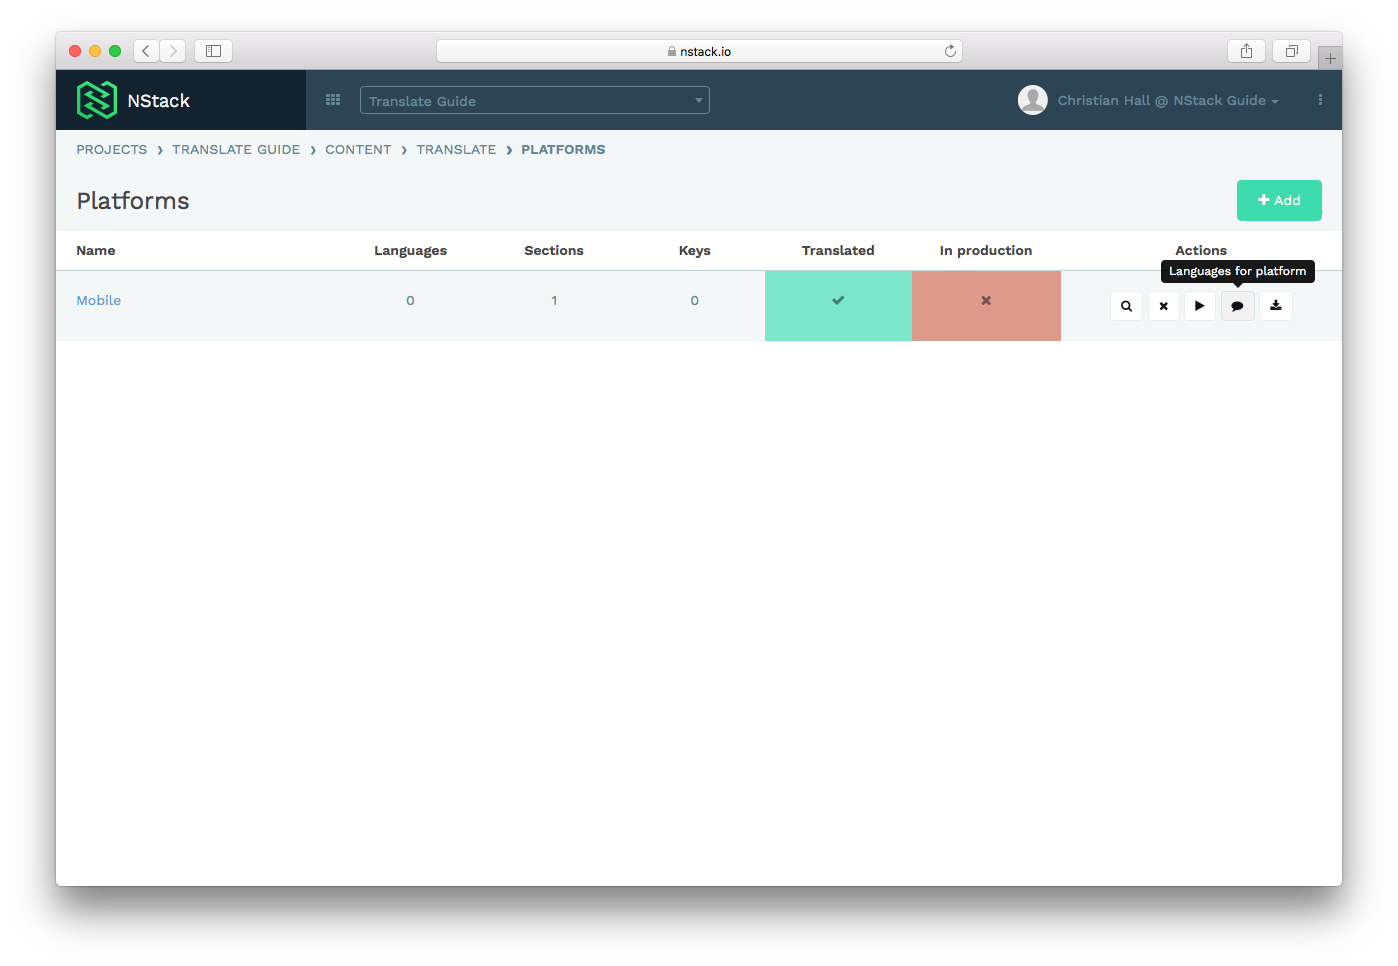 nstack.io
NStack
Translate Guide
Christian Hall @ NStack Guide
PROJECTS › TRANSLATE GUIDE › CONTENT › TRANSLATE › PLATFORMS
Platforms
+ Add
Name Languages Sections Keys Translated In production Actions
Languages for platform
Mobile 0 1 0